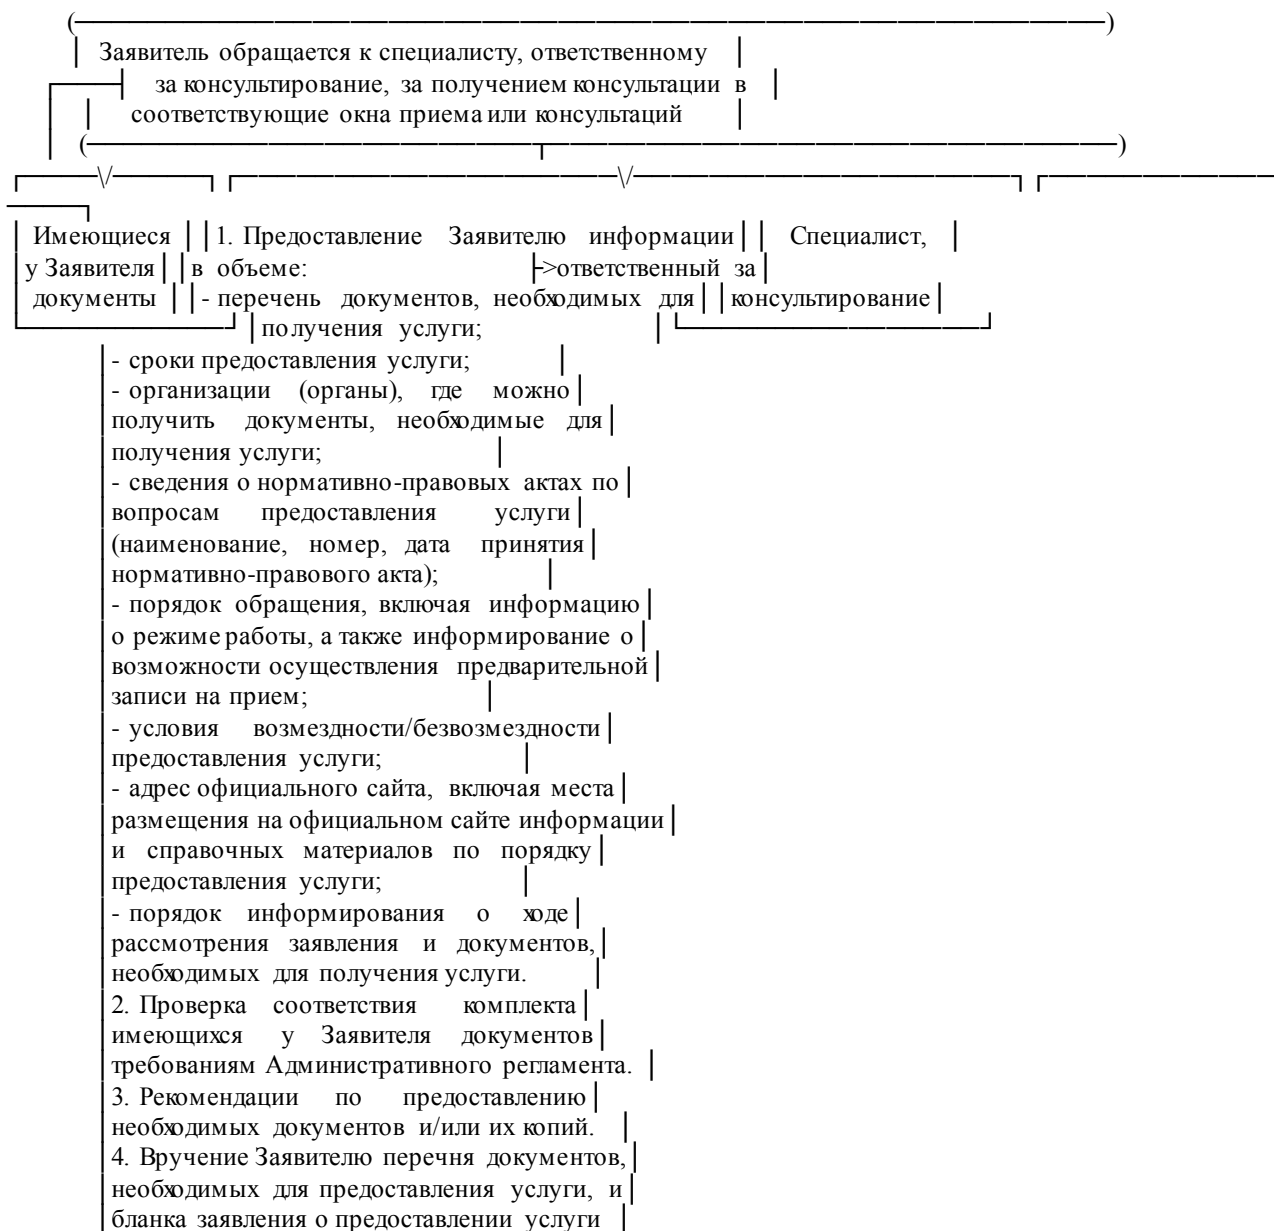 Заявитель обращается к специалисту, ответственному
за консультирование, за получением консультации в
соответствующие окна приема или консультаций
Имеющиеся 1. Предоставление Заявителю информации Специалист,
у Заявителя в объеме: ответственный за
документы - перечень документов, необходимых для консультирование
получения услуги;
- сроки предоставления услуги;
- организации (органы), где можно
получить документы, необходимые для
получения услуги;
- сведения о нормативно-правовых актах по
вопросам предоставления услуги
(наименование, номер, дата принятия
нормативно-правового акта);
- порядок обращения, включая информацию
о режиме работы, а также информирование о
возможности осуществления предварительной
записи на прием;
- условия возмездности/безвозмездности
предоставления услуги;
- адрес официального сайта, включая места
размещения на официальном сайте информации
и справочных материалов по порядку
предоставления услуги;
- порядок информирования о ходе
рассмотрения заявления и документов,
необходимых для получения услуги.
2. Проверка соответствия комплекта
имеющихся у Заявителя документов
требованиям Административного регламента.
3. Рекомендации по предоставлению
необходимых документов и/или их копий.
4. Вручение Заявителю перечня документов,
необходимых для предоставления услуги, и
бланка заявления о предоставлении услуги